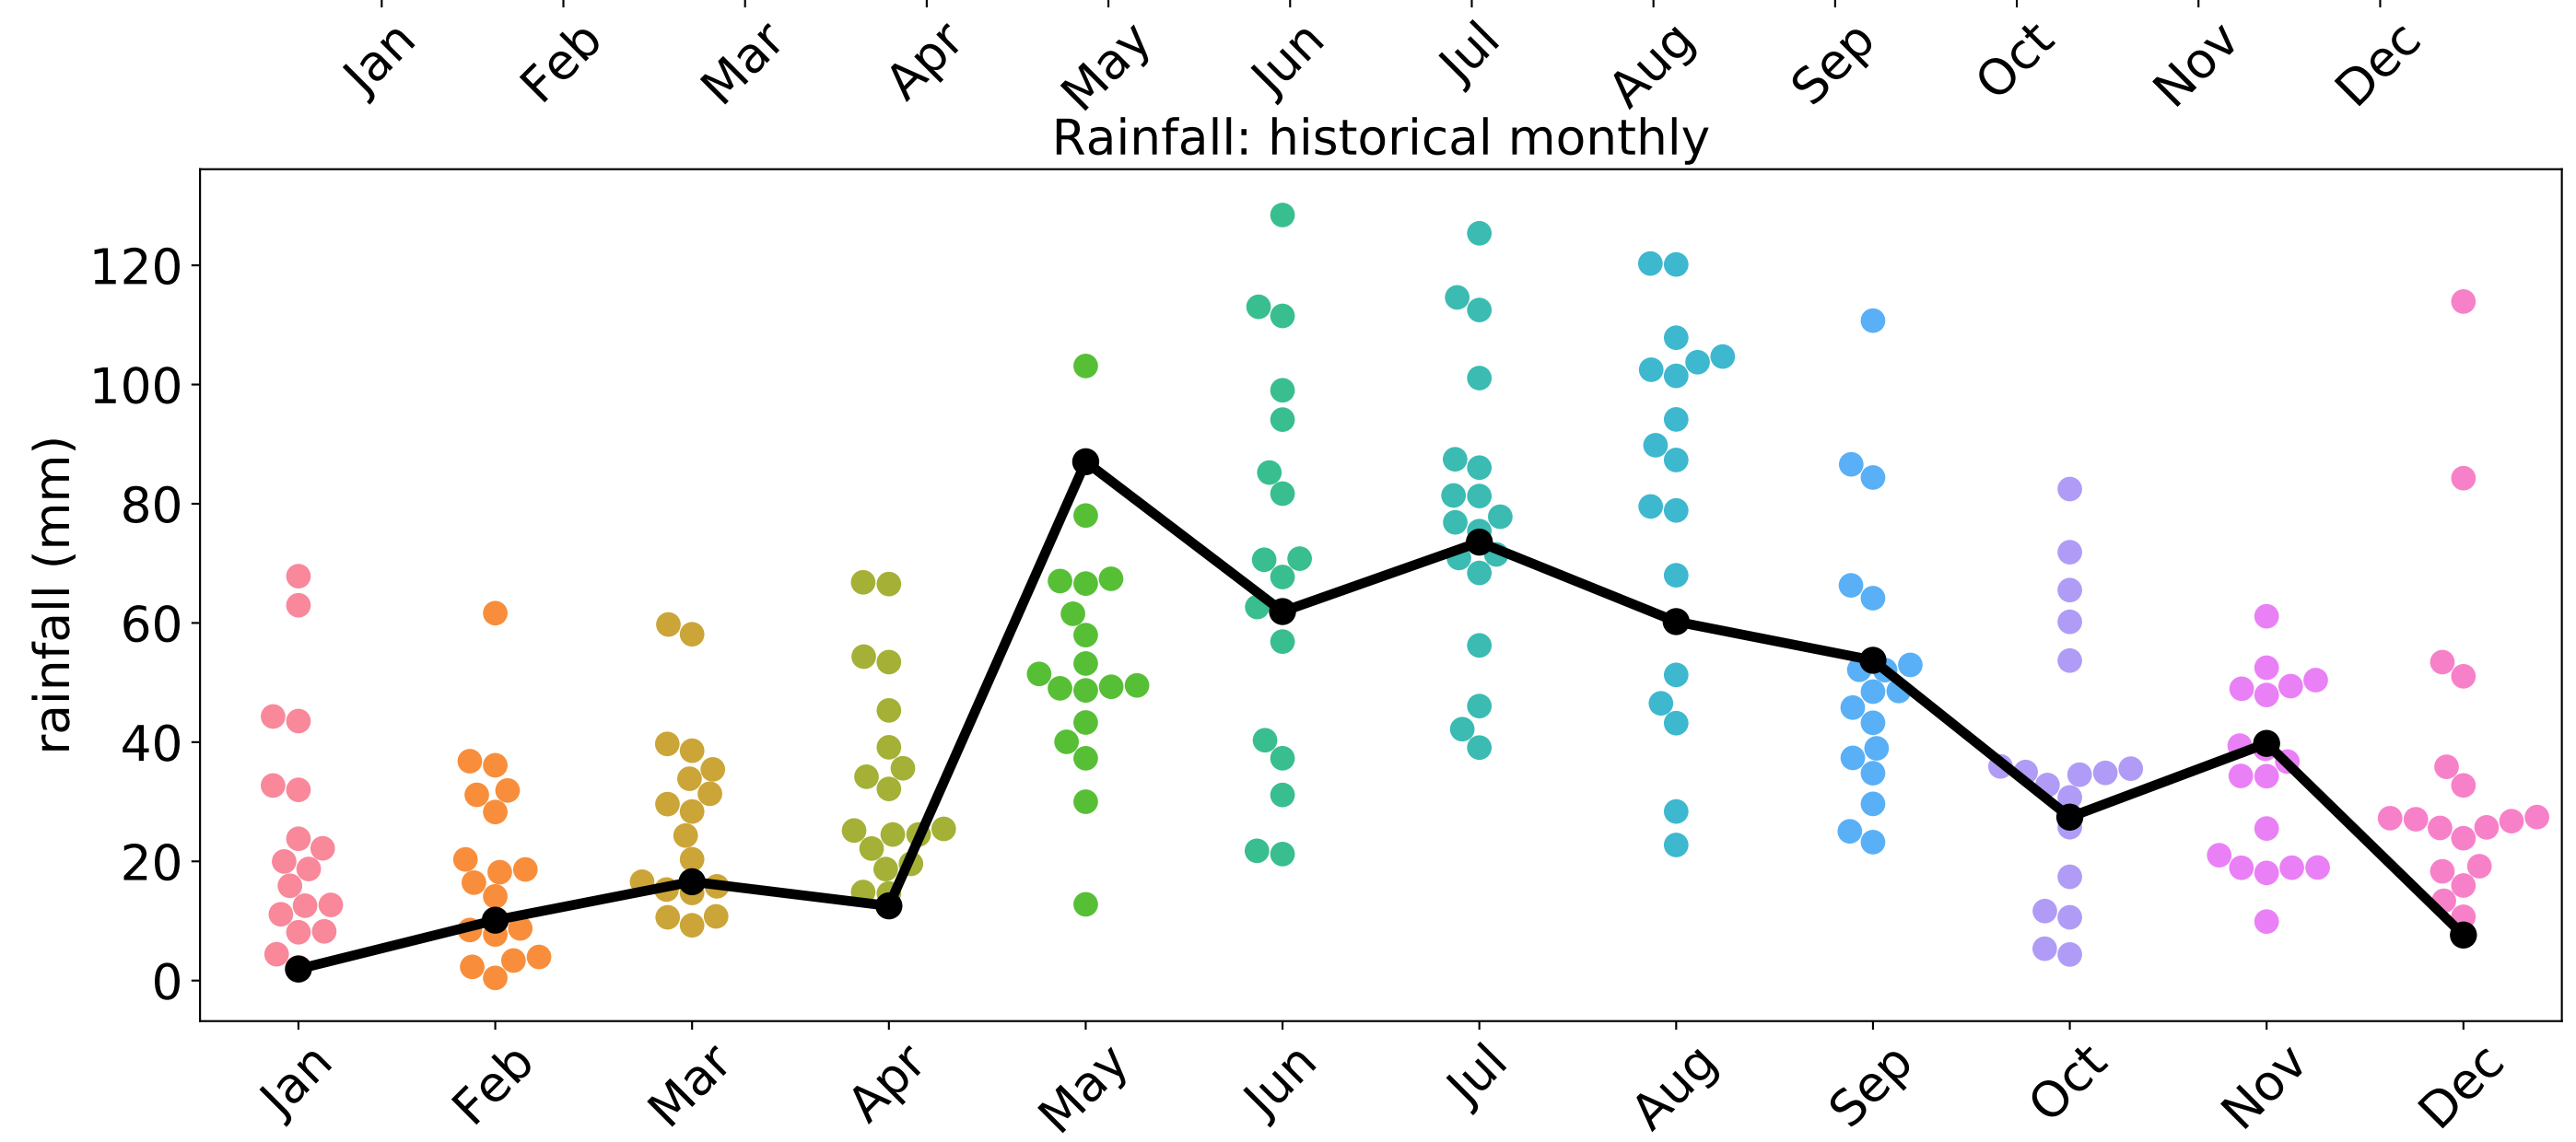 Jan Feb Mar Apr May Jun Jul Aug Sep Oct Nov Dec
Rainfall: historical monthly
rainfall (mm)
120
100
80
60
40
20
0
Jan Feb Mar Apr May Jun Jul Aug Sep Oct Nov Dec